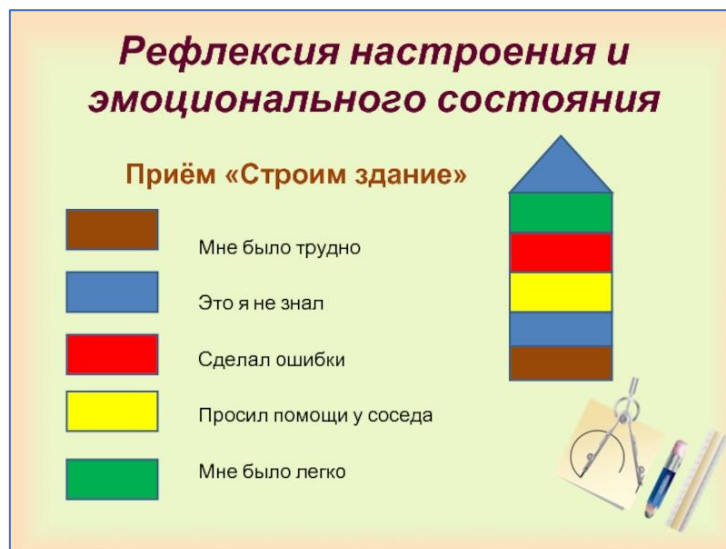 Рефлексия настроения и
эмоционального состояния
Приём «Строим здание»
Мне было трудно
Это я не знал
Сделал ошибки
Просил помощи у соседа
Мне было легко